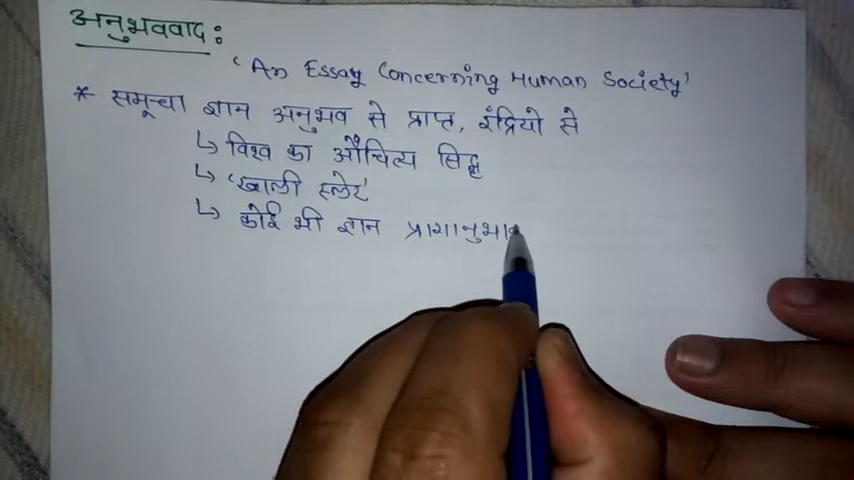 अनुभववाद:
'An Essay Concerning Human Society'
* समूचा ज्ञान अनुभव से प्राप्त, इंद्रियो से
↳ विश्व का औचित्य सिद्ध
↳ 'खाली स्लेट'
↳ कोई भी ज्ञान प्रागानुभाव